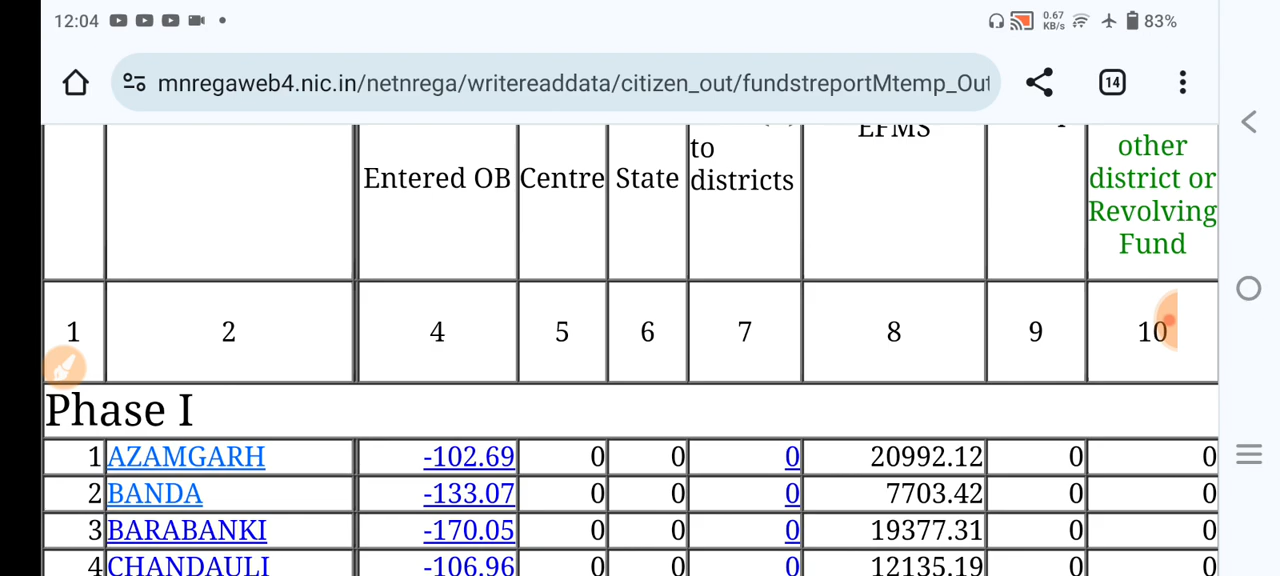 12:04 0.67 KB/s 83%
mnregaweb4.nic.in/netnrega/writereaddata/citizen_out/fundstreportMtemp_Out 14
EFMS
to
districts
Entered OB Centre State
other
district or
Revolving
Fund
1 2 4 5 6 7 8 9 10
Phase I
1 AZAMGARH -102.69 0 0 0 20992.12 0 0
2 BANDA -133.07 0 0 0 7703.42 0 0
3 BARABANKI -170.05 0 0 0 19377.31 0 0
4 CHANDAULI -106.96 0 0 0 12135.19 0 0